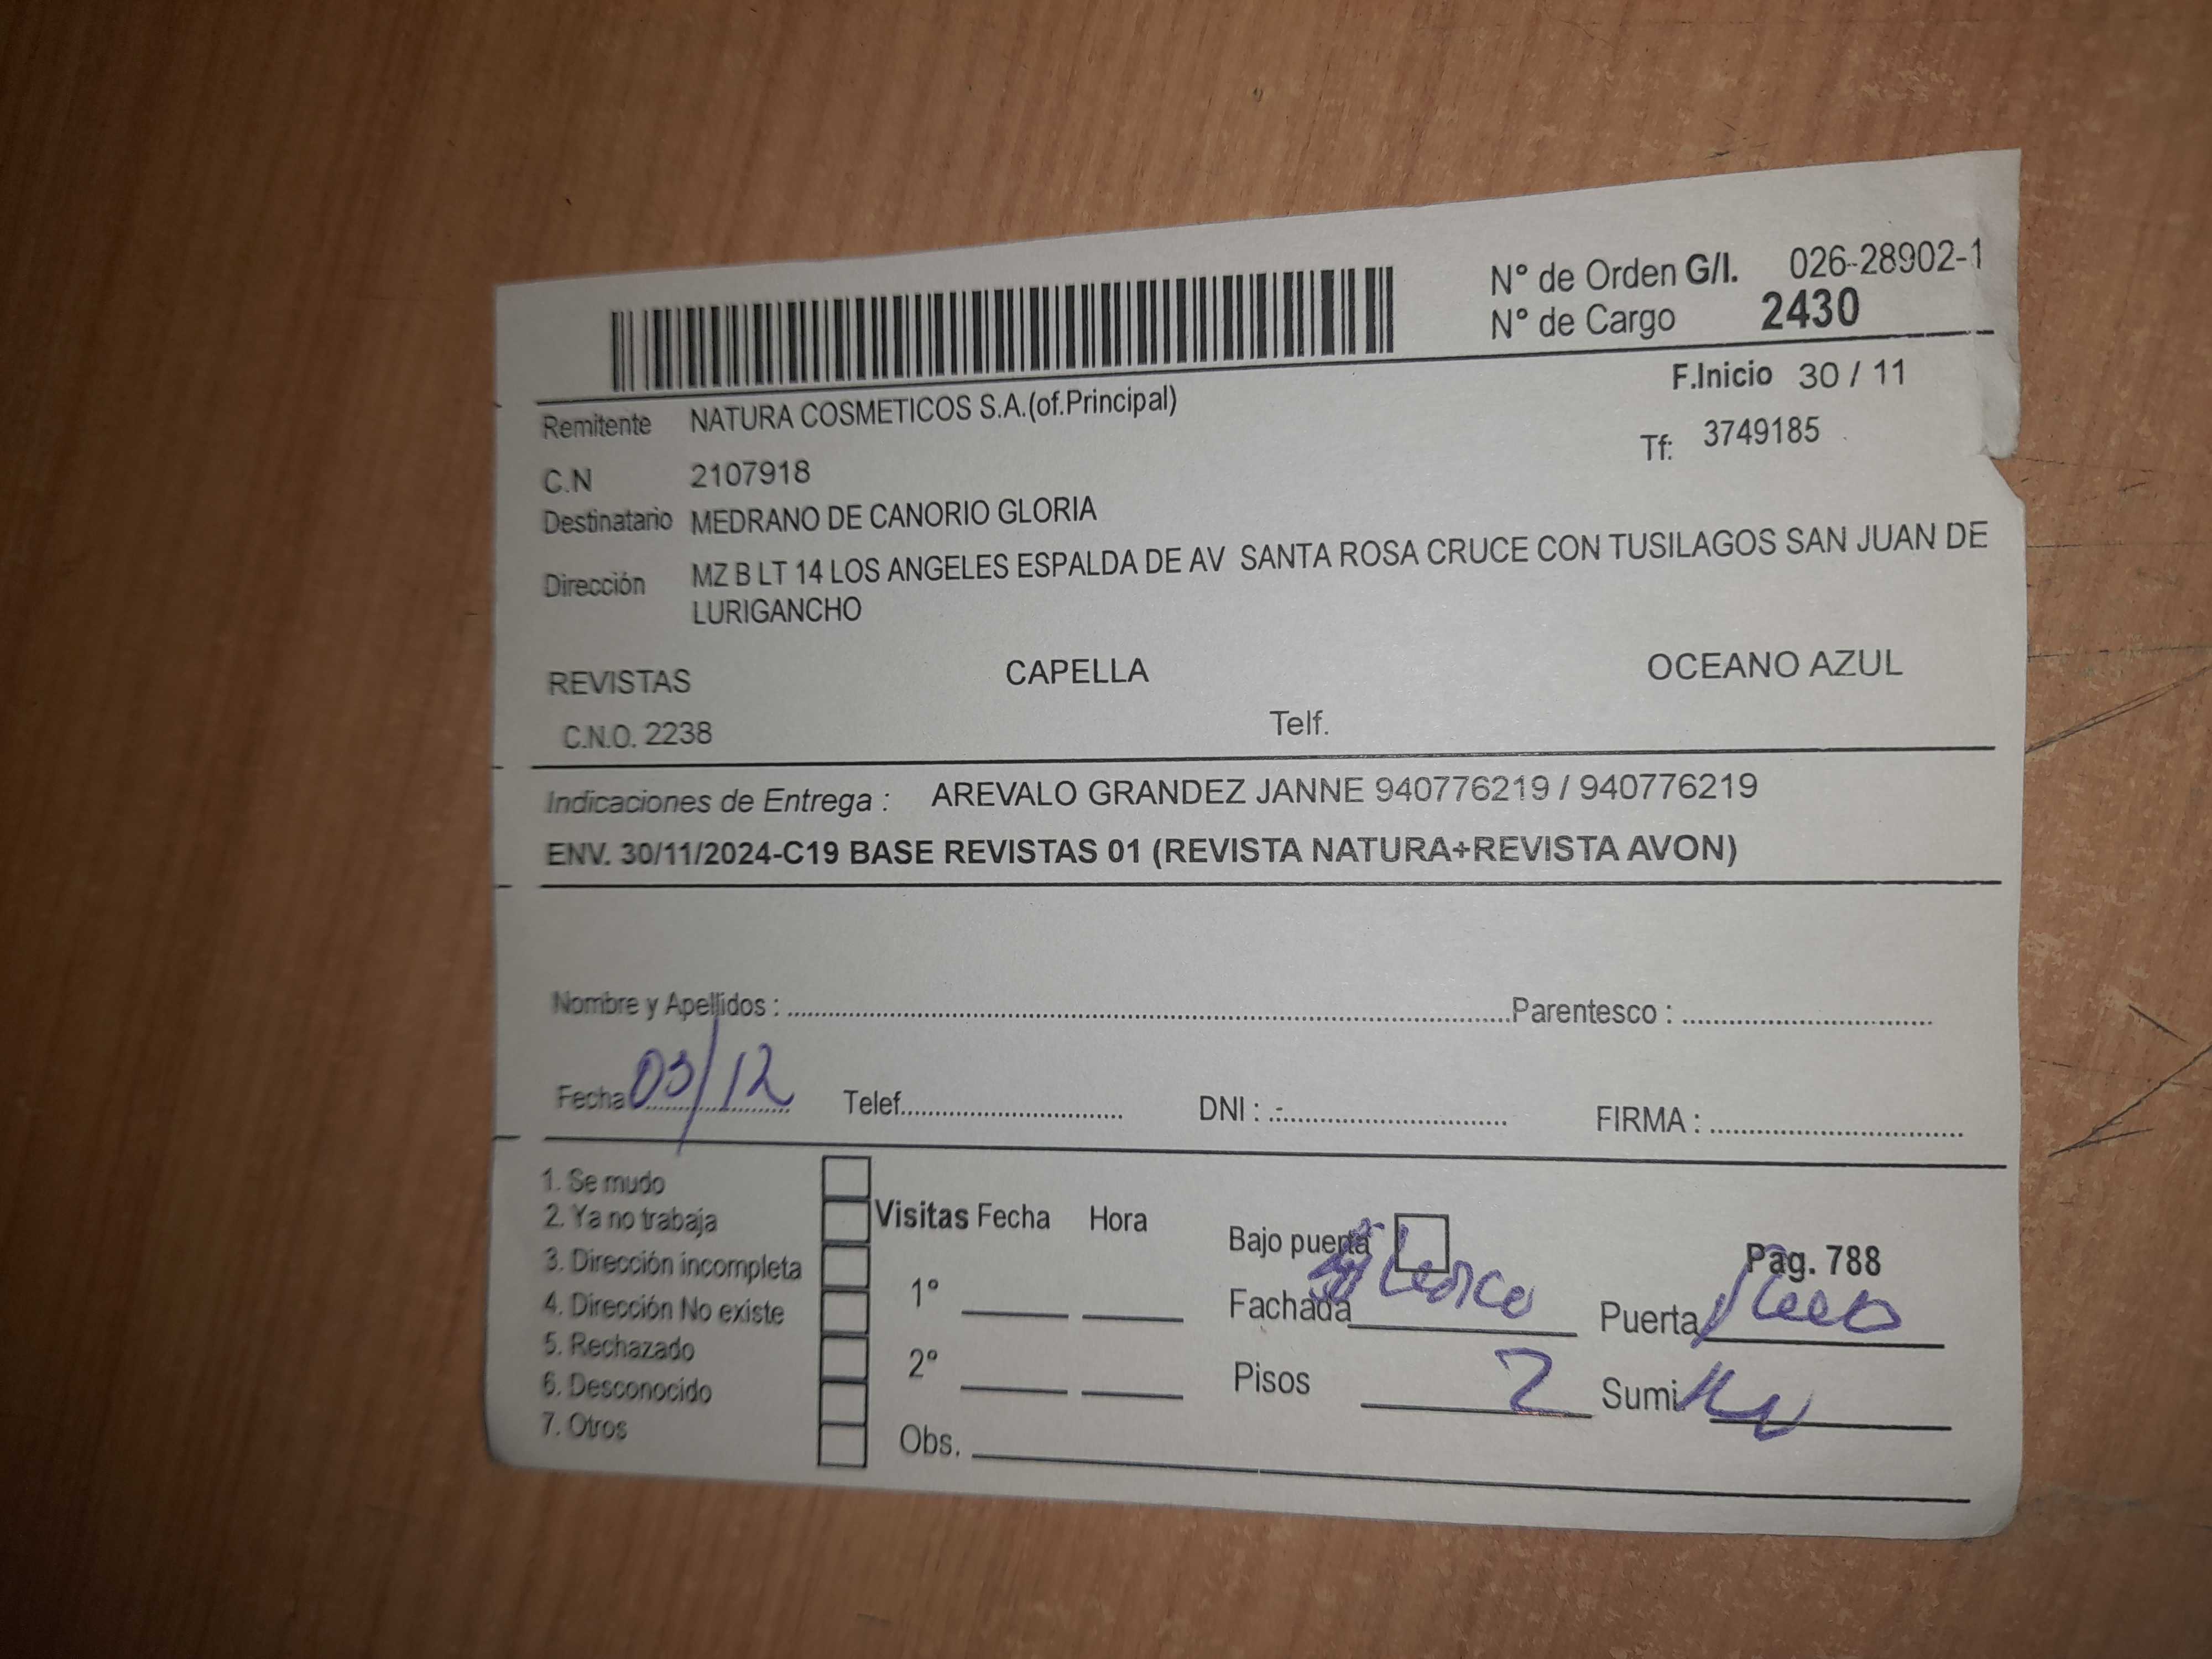 N° de Orden G/I. 026-28902-1
N° de Cargo 2430
F.Inicio 30 / 11
Remitente NATURA COSMETICOS S.A.(of.Principal)
Tf: 3749185
C.N 2107918
Destinatario MEDRANO DE CANORIO GLORIA
Dirección MZ B LT 14 LOS ANGELES ESPALDA DE AV SANTA ROSA CRUCE CON TUSILAGOS SAN JUAN DE
LURIGANCHO
REVISTAS CAPELLA OCEANO AZUL
C.N.O. 2238 Telf.
Indicaciones de Entrega : AREVALO GRANDEZ JANNE 940776219 / 940776219
ENV. 30/11/2024-C19 BASE REVISTAS 01 (REVISTA NATURA+REVISTA AVON)
Nombre y Apellidos : Parentesco :
Fecha 03/12 Telef. DNI : FIRMA :
1. Se mudo
2. Ya no trabaja
3. Dirección incompleta
4. Dirección No existe
5. Rechazado
6. Desconocido
7. Otros
Visitas Fecha Hora
1°
2°
Obs.
Bajo puerta
Fachada
Pisos 2
Pag. 788
Puerta
Sumi